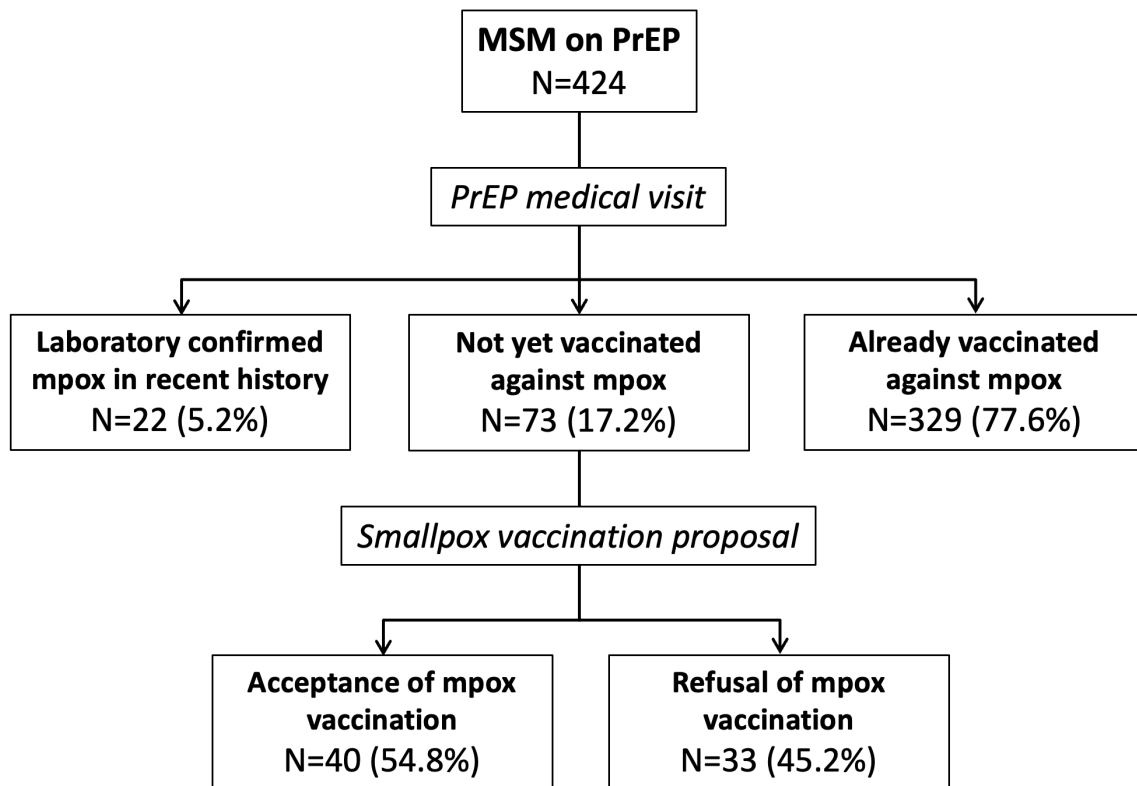 MSM on PrEP
N=424
PrEP medical visit
Laboratory confirmed
mpox in recent history
N=22 (5.2%)
Not yet vaccinated
against mpox
N=73 (17.2%)
Already vaccinated
against mpox
N=329 (77.6%)
Smallpox vaccination proposal
Acceptance of mpox
vaccination
N=40 (54.8%)
Refusal of mpox
vaccination
N=33 (45.2%)